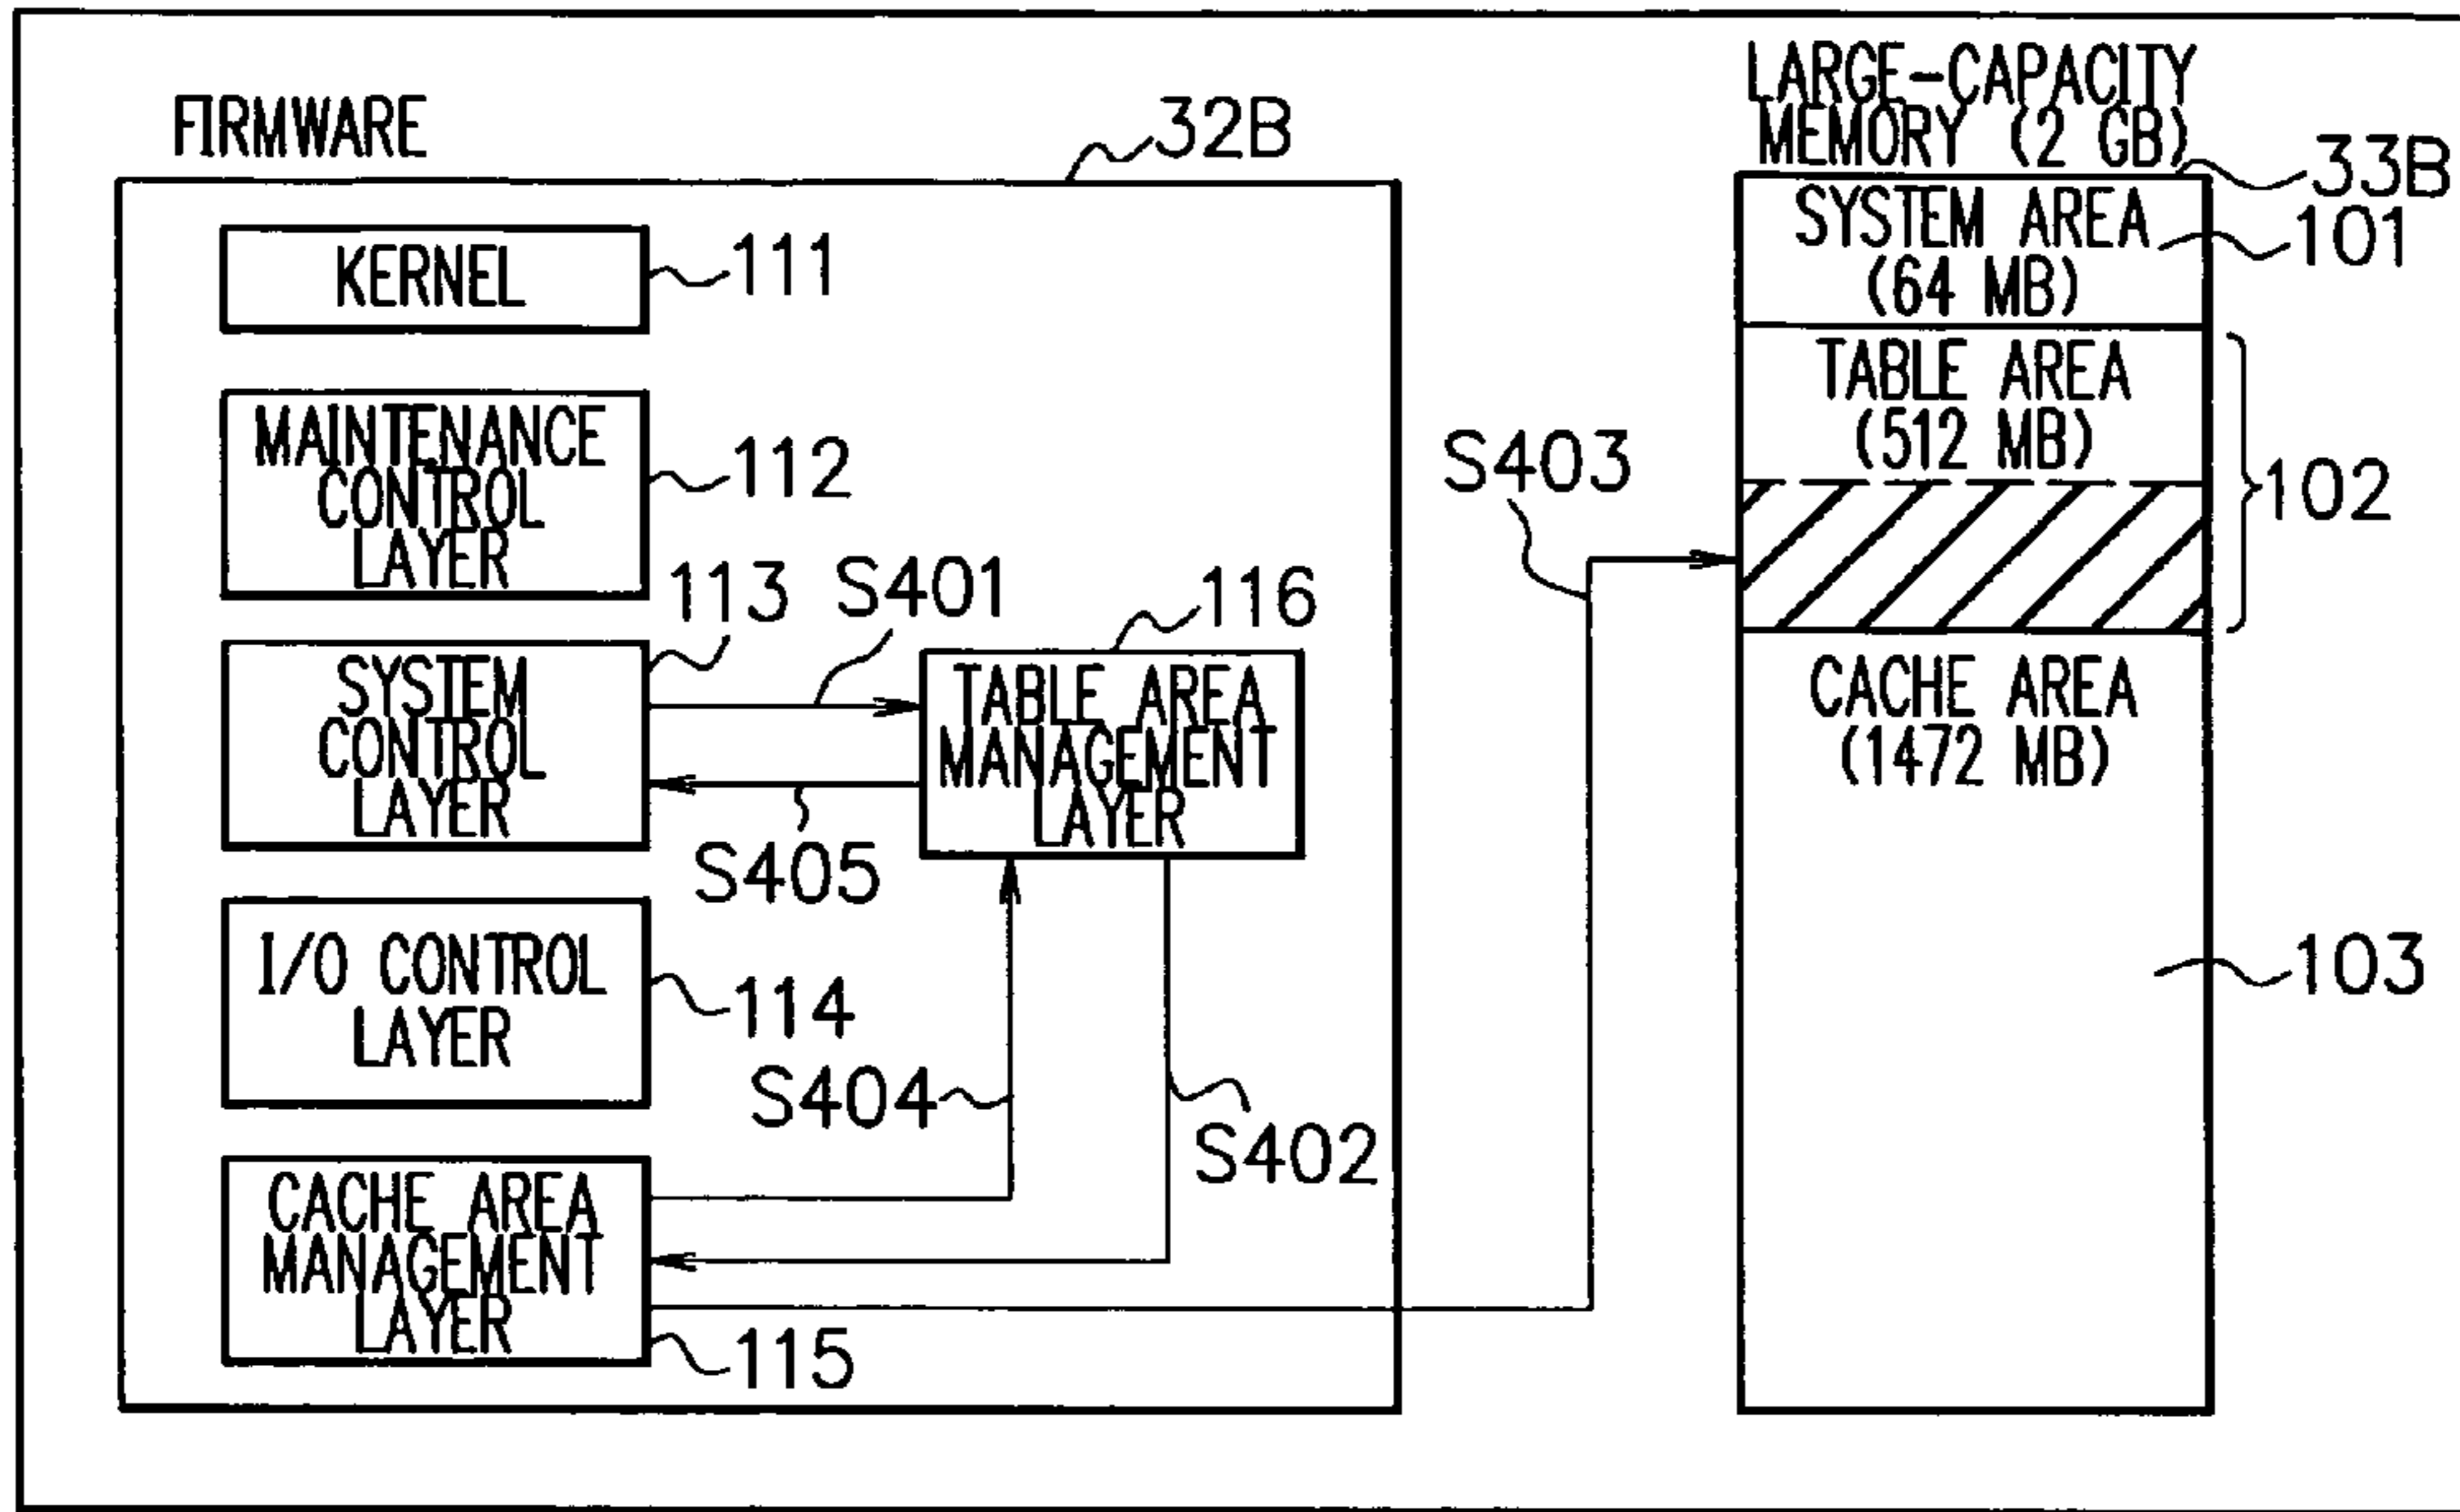 FIRMWARE
32B
KERNEL
111
MAINTENANCE
CONTROL
LAYER
112
SYSTEM
CONTROL
LAYER
113
S401
116
TABLE AREA
MANAGEMENT
LAYER
S405
I/O CONTROL
LAYER
114
S404
S402
CACHE AREA
MANAGEMENT
LAYER
115
S403
LARGE-CAPACITY
MEMORY (2 GB)
33B
SYSTEM AREA
(64 MB)
101
TABLE AREA
(512 MB)
102
CACHE AREA
(1472 MB)
103